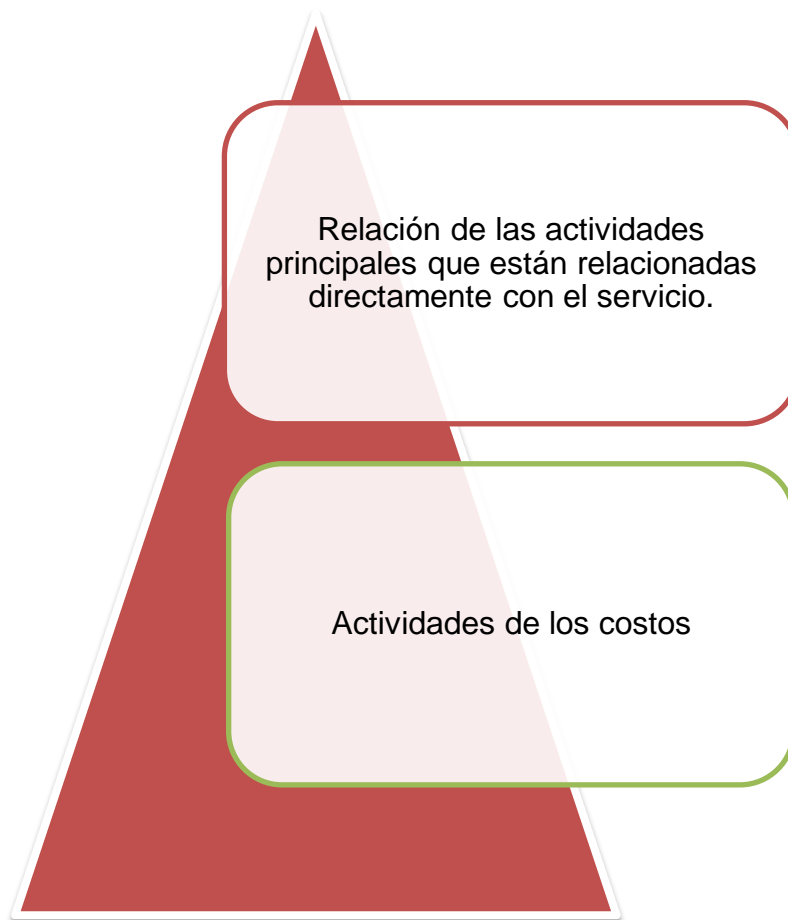 Relación de las actividades
principales que están relacionadas
directamente con el servicio.
Actividades de los costos